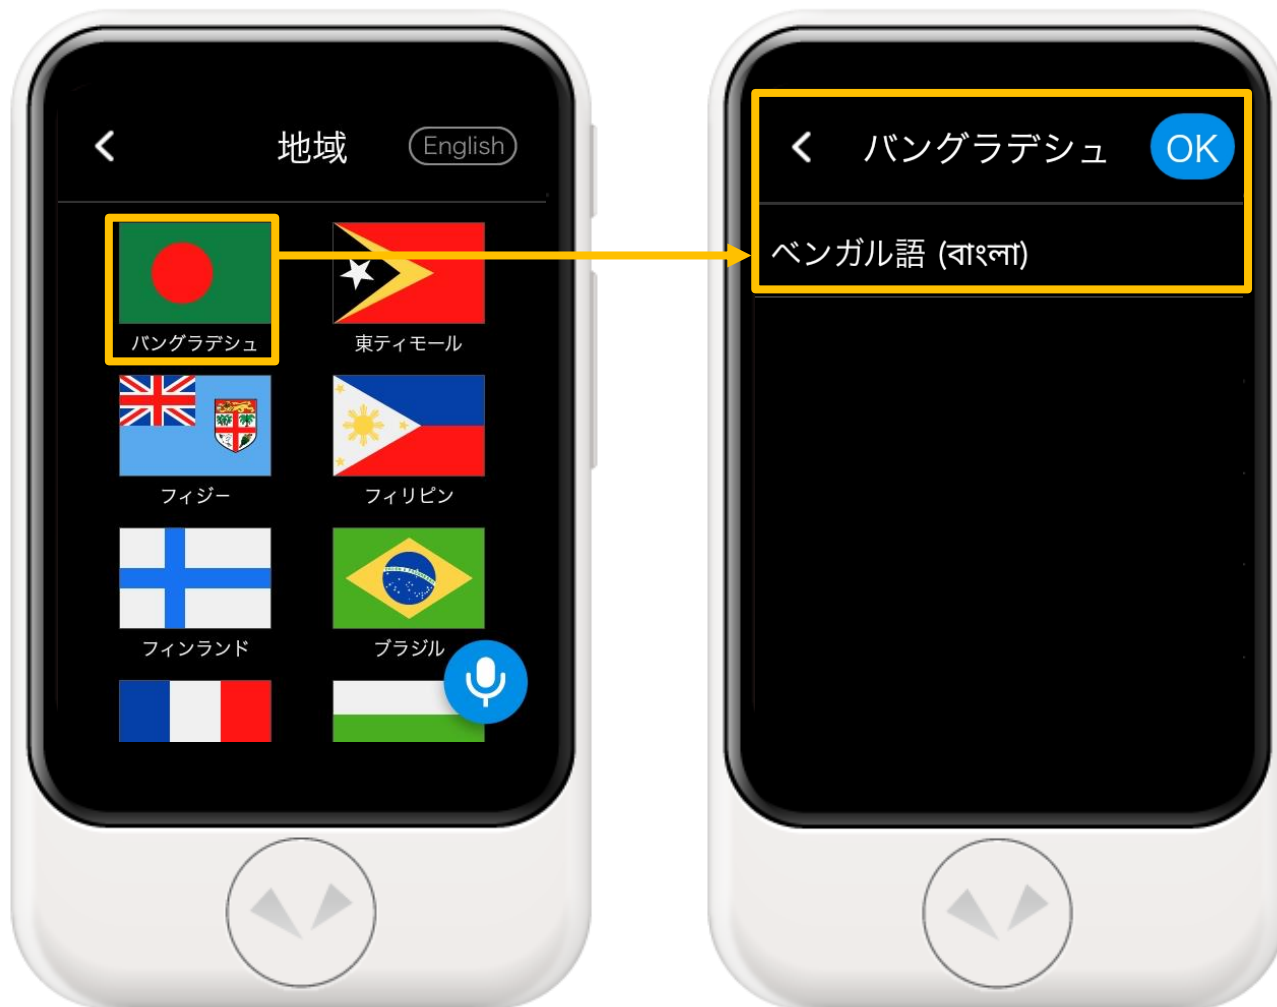 地域
English
バングラデシュ
東ティモール
フィジー
フィリピン
フィンランド
ブラジル
バングラデシュ
OK
ベンガル語 (বাংলা)